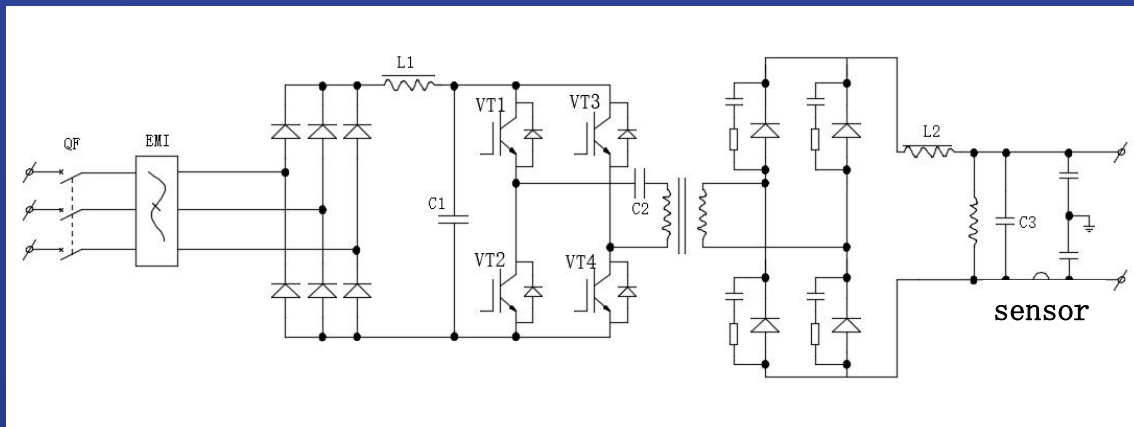 L1
VT1
VT3
QF
EMI
L2
C1
C2
C3
VT2
VT4
sensor